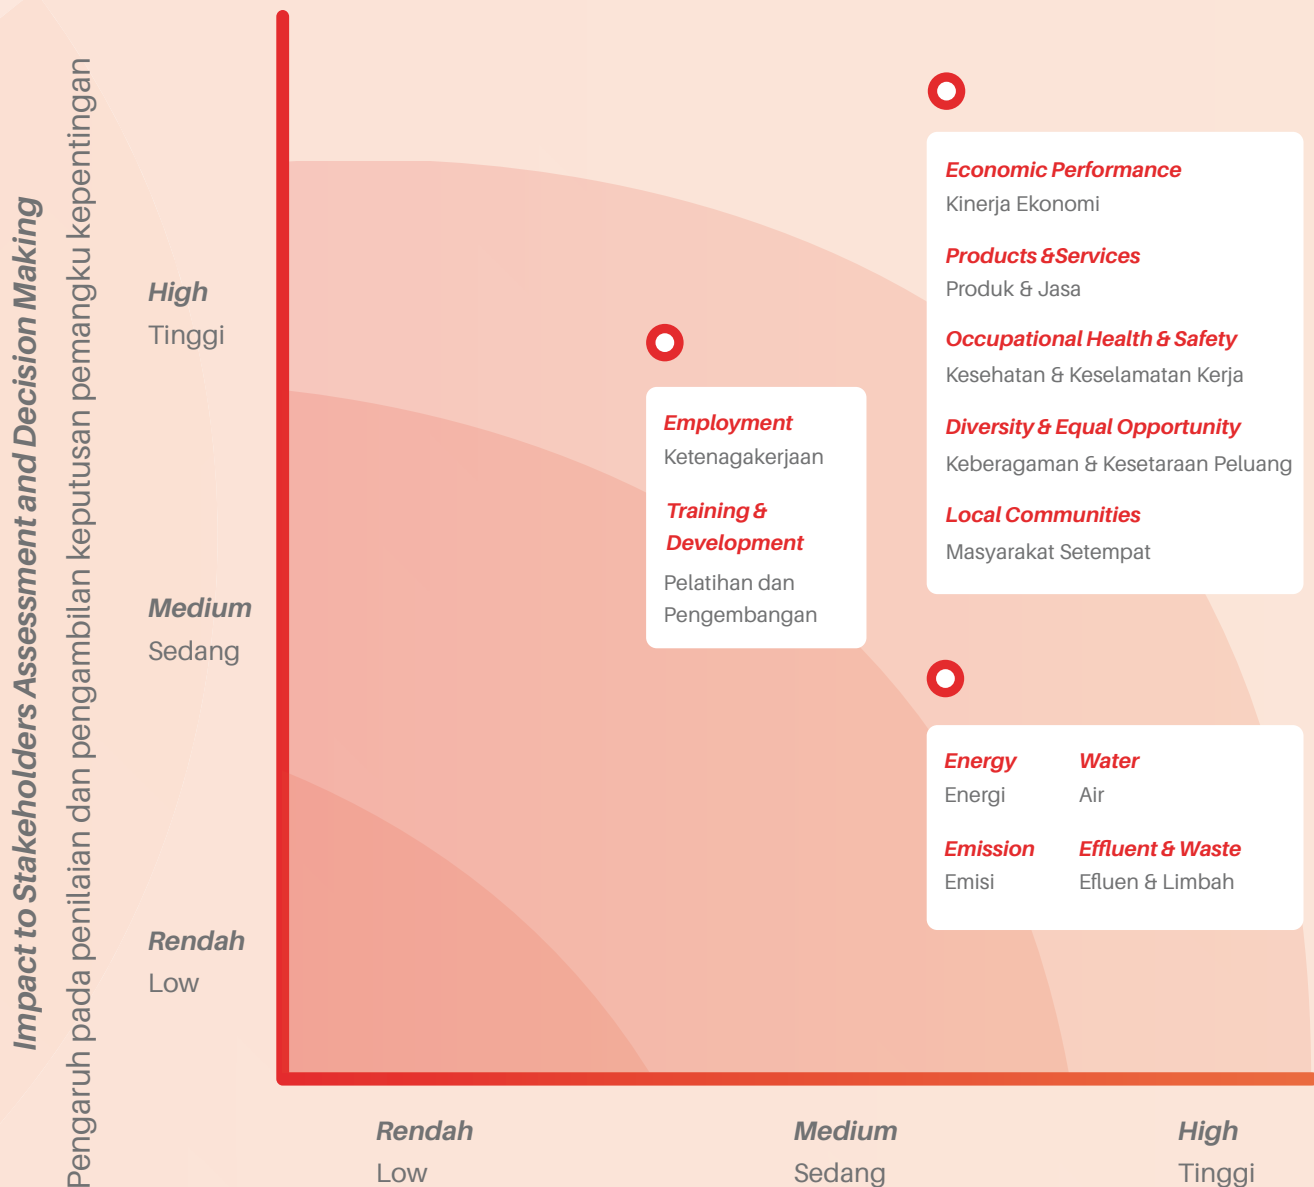 Impact to Stakeholders Assessment and Decision Making
Pengaruh pada penilaian dan pengambilan keputusan pemangku kepentingan
High
Tinggi
Medium
Sedang
Rendah
Low
Employment
Ketenagakerjaan
Training &
Development
Pelatihan dan
Pengembangan
Economic Performance
Kinerja Ekonomi
Products &Services
Produk & Jasa
Occupational Health & Safety
Kesehatan & Keselamatan Kerja
Diversity & Equal Opportunity
Keberagaman & Kesetaraan Peluang
Local Communities
Masyarakat Setempat
Energy Water
Energi Air
Emission Effluent & Waste
Emisi Efluen & Limbah
Rendah Medium High
Low Sedang Tinggi